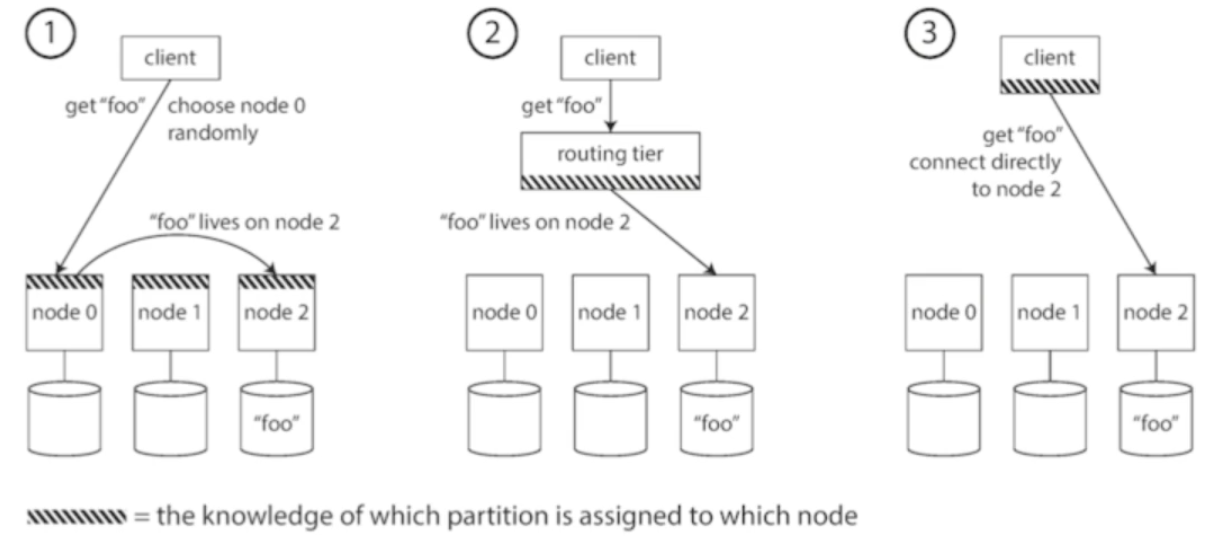 1
client
get “foo”
choose node 0
randomly
“foo” lives on node 2
node 0
node 1
node 2
“foo”
2
client
get “foo”
routing tier
“foo” lives on node 2
node 0
node 1
node 2
“foo”
3
client
get “foo”
connect directly
to node 2
node 0
node 1
node 2
“foo”
= the knowledge of which partition is assigned to which node